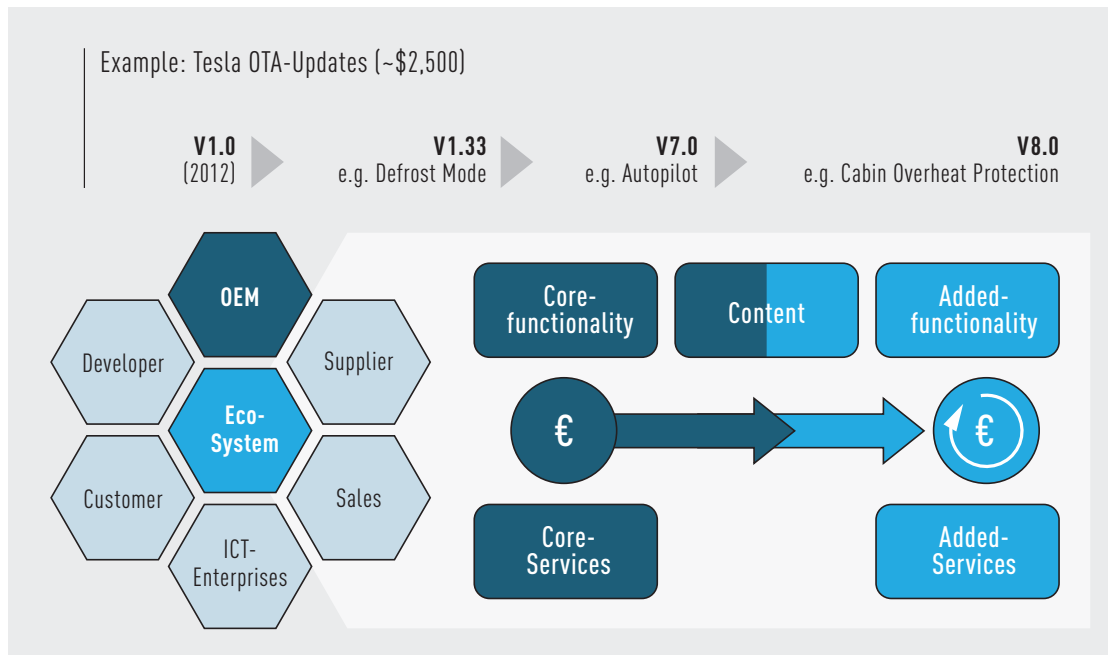 Example: Tesla OTA-Updates (~$2,500)
V1.0
(2012)
V1.33
e.g. Defrost Mode
V7.0
e.g. Autopilot
V8.0
e.g. Cabin Overheat Protection
OEM
Developer
Supplier
Eco-
System
Customer
Sales
ICT-
Enterprises
Core-
functionality
Content
Added-
functionality
€
€
Core-
Services
Added-
Services